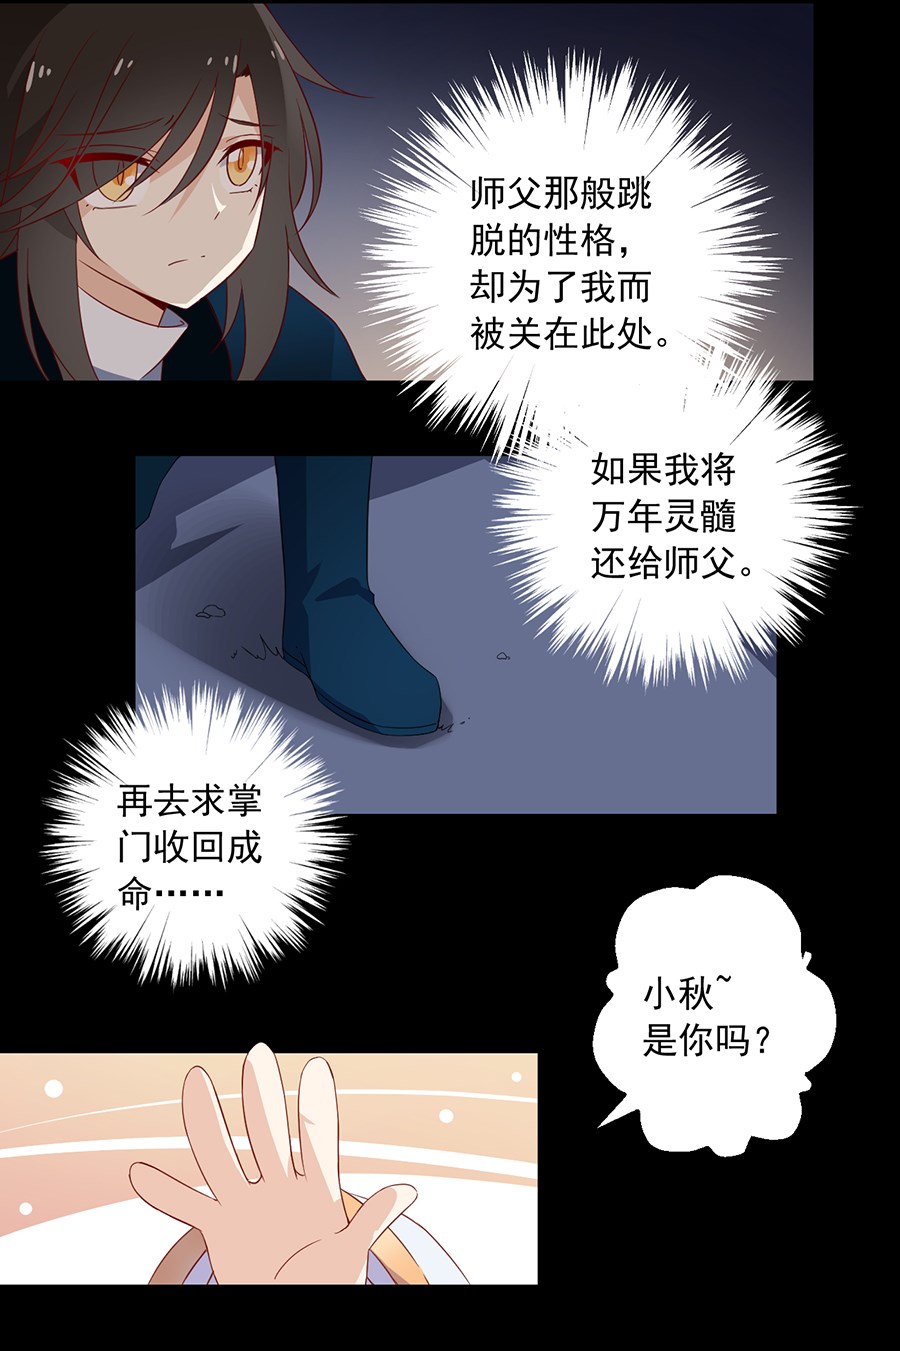 师父那般跳
脱的性格，
却为了我而
被关在此处。
如果我将
万年灵髓
还给师父。
再去求掌
门收回成
命……
小秋~
是你吗？